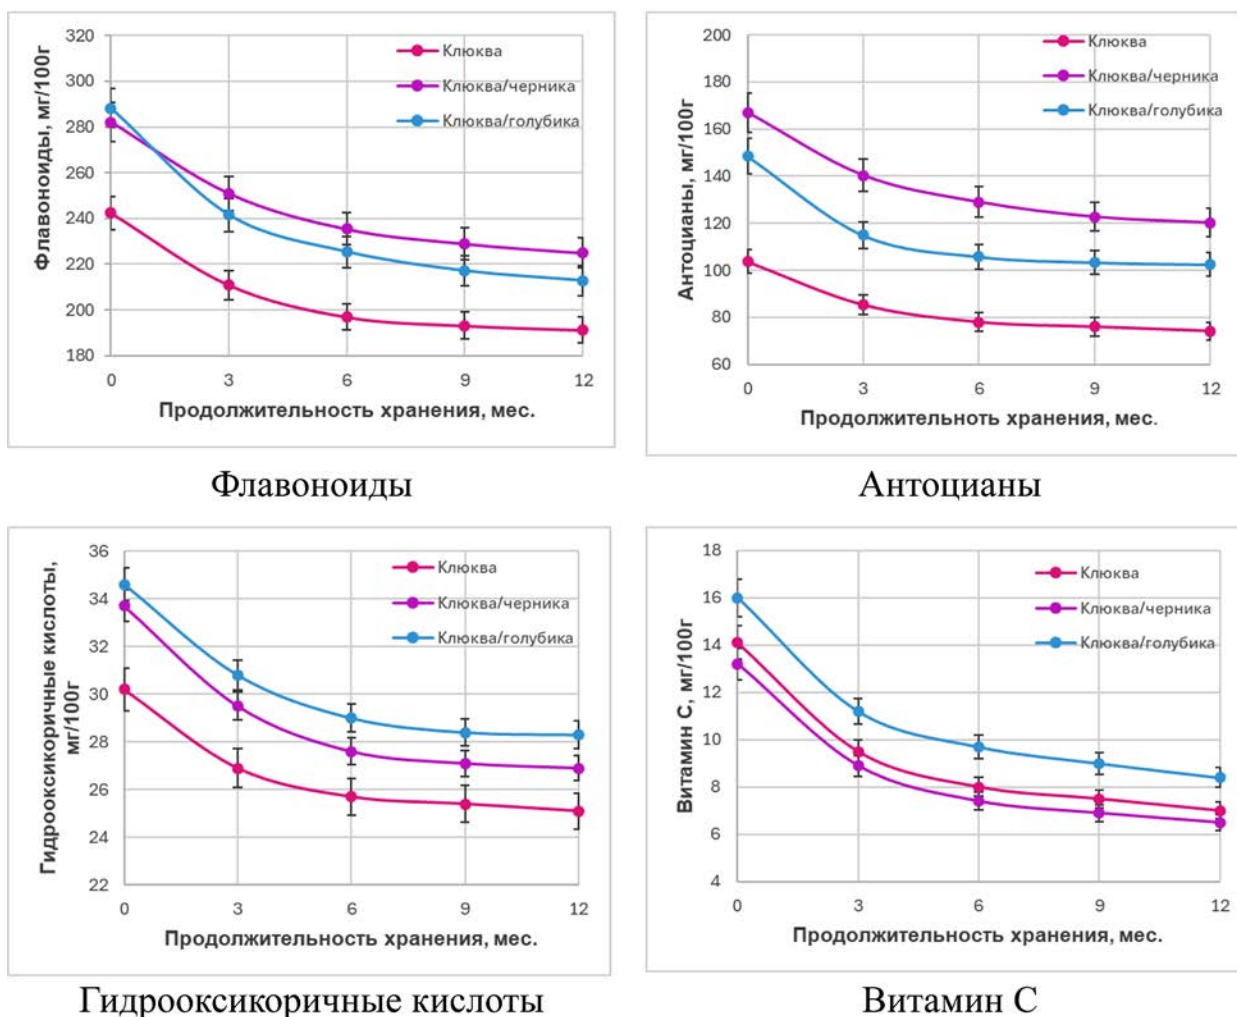 Флавоноиды, мг/100г
320
300
280
260
240
220
200
180
0 3 6 9 12
Продолжительность хранения, мес.
Клюква
Клюква/черника
Клюква/голубика
Флавоноиды
Антоцианы, мг/100г
200
180
160
140
120
100
80
60
0 3 6 9 12
Продолжительноть хранения, мес.
Клюква
Клюква/черника
Клюква/голубика
Антоцианы
Гидрооксикоричные кислоты,
мг/100г
36
34
32
30
28
26
24
22
0 3 6 9 12
Продолжительность хранения, мес.
Клюква
Клюква/черника
Клюква/голубика
Гидрооксикоричные кислоты
Витамин С, мг/100г
18
16
14
12
10
8
6
4
0 3 6 9 12
Продолжительность хранения, мес.
Клюква
Клюква/черника
Клюква/голубика
Витамин С